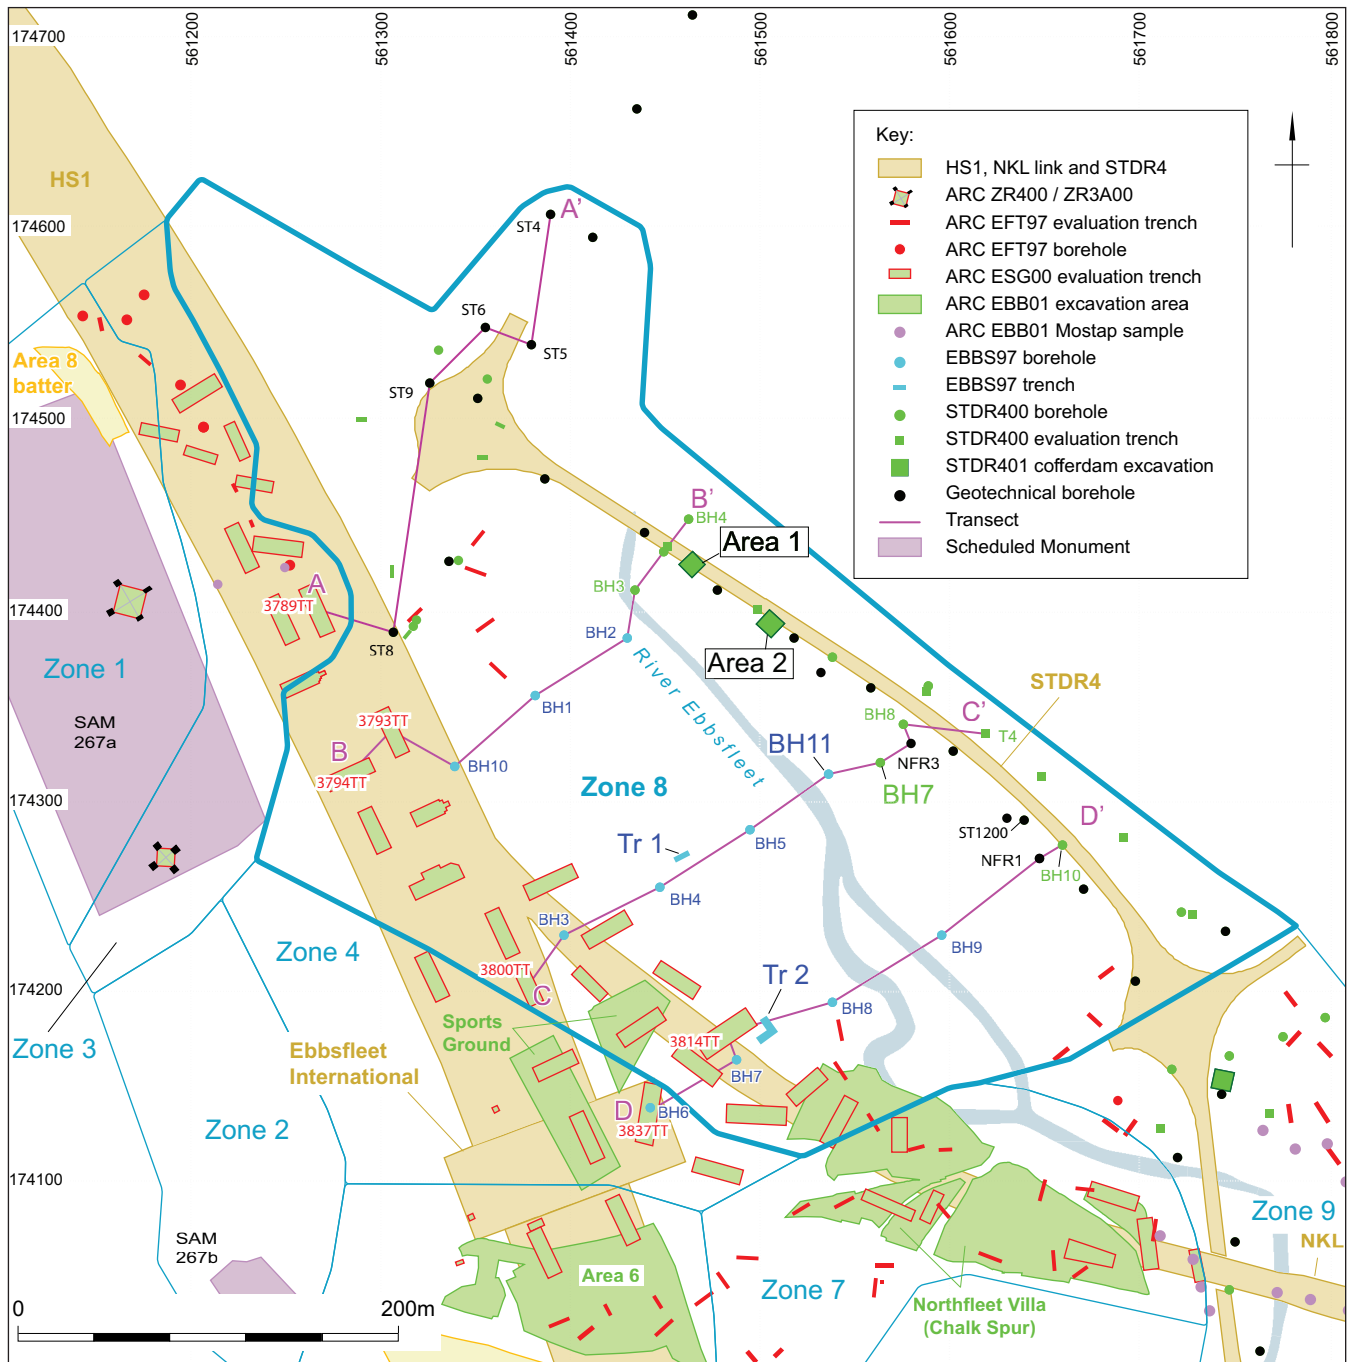 174700
561200
561300
561400
561500
561600
561700
561800
Key:
HS1, NKL link and STDR4
ARC ZR400 / ZR3A00
ARC EFT97 evaluation trench
ARC EFT97 borehole
ARC ESG00 evaluation trench
ARC EBB01 excavation area
ARC EBB01 Mostap sample
EBBS97 borehole
EBBS97 trench
STDR400 borehole
STDR400 evaluation trench
STDR401 cofferdam excavation
Geotechnical borehole
Transect
Scheduled Monument
HS1
174600
ST4
A’
ST6
ST5
ST9
Area 8
batter
174500
B’
BH4
Area 1
BH3
A
3789TT
174400
BH2
ST8
Area 2
Zone 1
River Ebbsfleet
STDR4
BH1
BH8
C’
T4
SAM
267a
3793TT
B
3794TT
BH10
BH11
NFR3
Zone 8
BH7
174300
D’
ST1200
Tr 1
BH5
NFR1
BH10
BH4
BH3
BH9
Zone 4
3800TT
C
174200
Tr 2
BH8
Sports
Ground
Zone 3
Ebbsfleet
International
3814TT
BH7
D
BH6
3837TT
Zone 2
174100
Zone 9
NKL
SAM
267b
Area 6
Zone 7
Northfleet Villa
(Chalk Spur)
0
200m